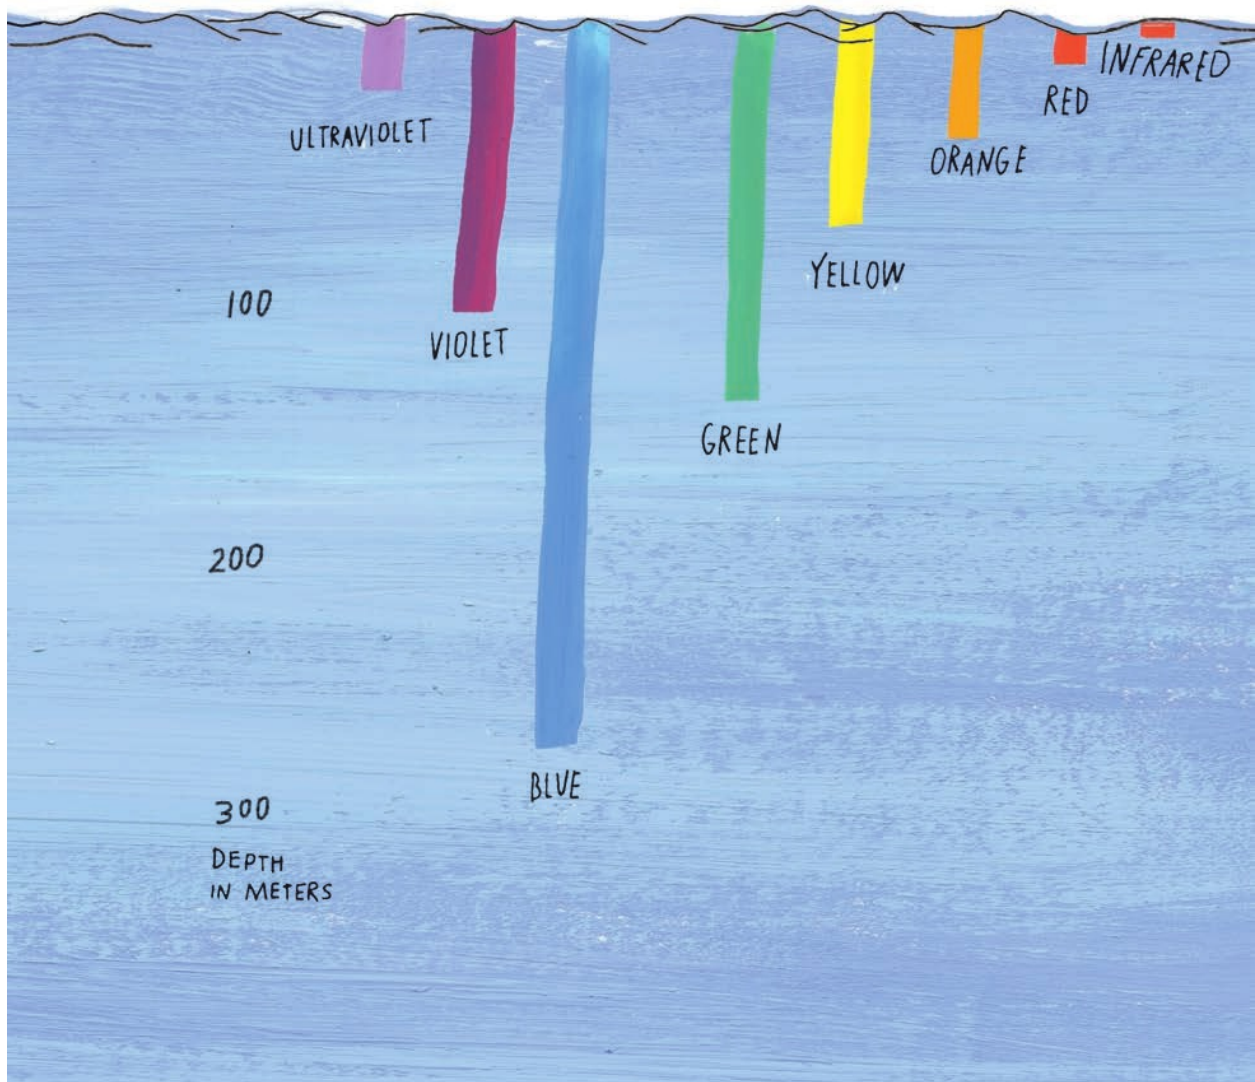 INFRARED
RED
ULTRAVIOLET
ORANGE
YELLOW
100
VIOLET
GREEN
200
BLUE
300
DEPTH
IN METERS